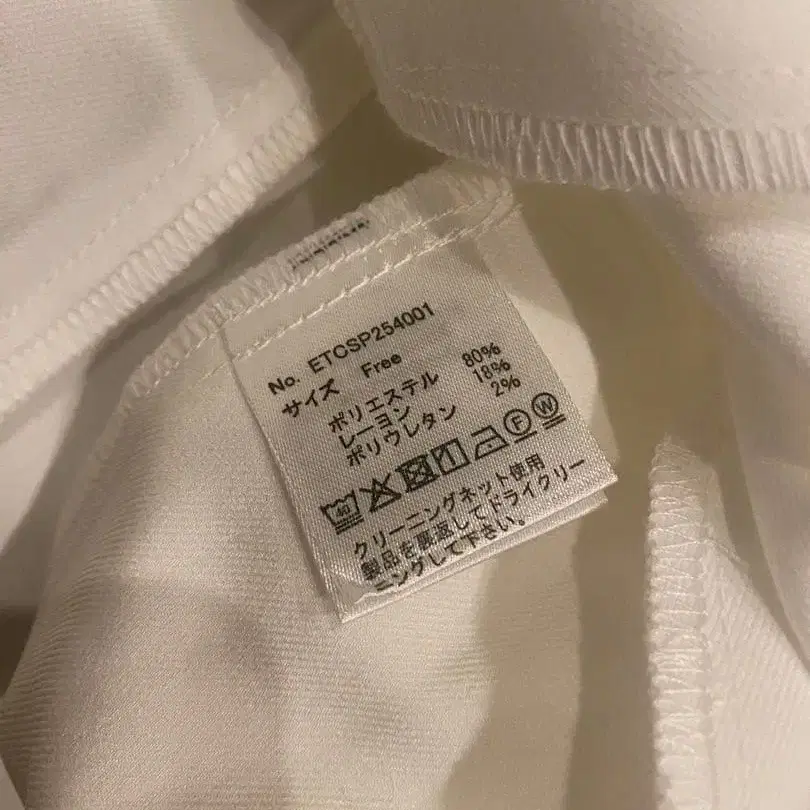 No. ETCSP254001
サイズ Free
ポリエステル 80%
レーヨン 18%
ポリウレタン 2%
40 F W
クリーニングネット使用
製品を裏返してドライクリー
ニングして下さい。